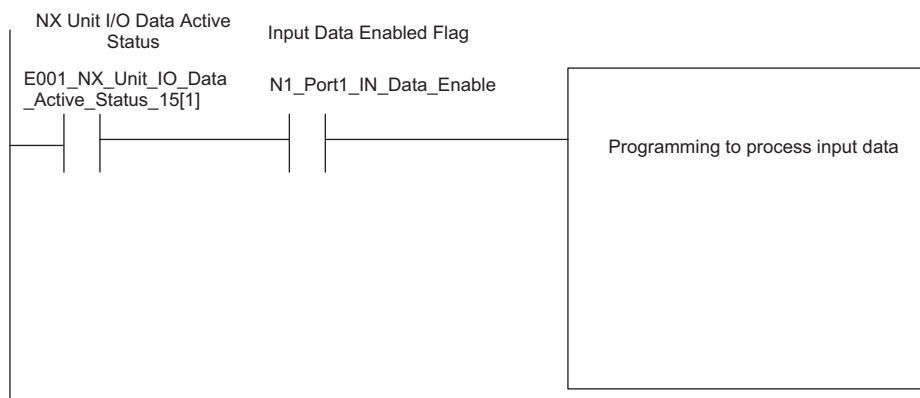 NX Unit I/O Data Active
Status
Input Data Enabled Flag
E001_NX_Unit_IO_Data
_Active_Status_15[1]
N1_Port1_IN_Data_Enable
Programming to process input data